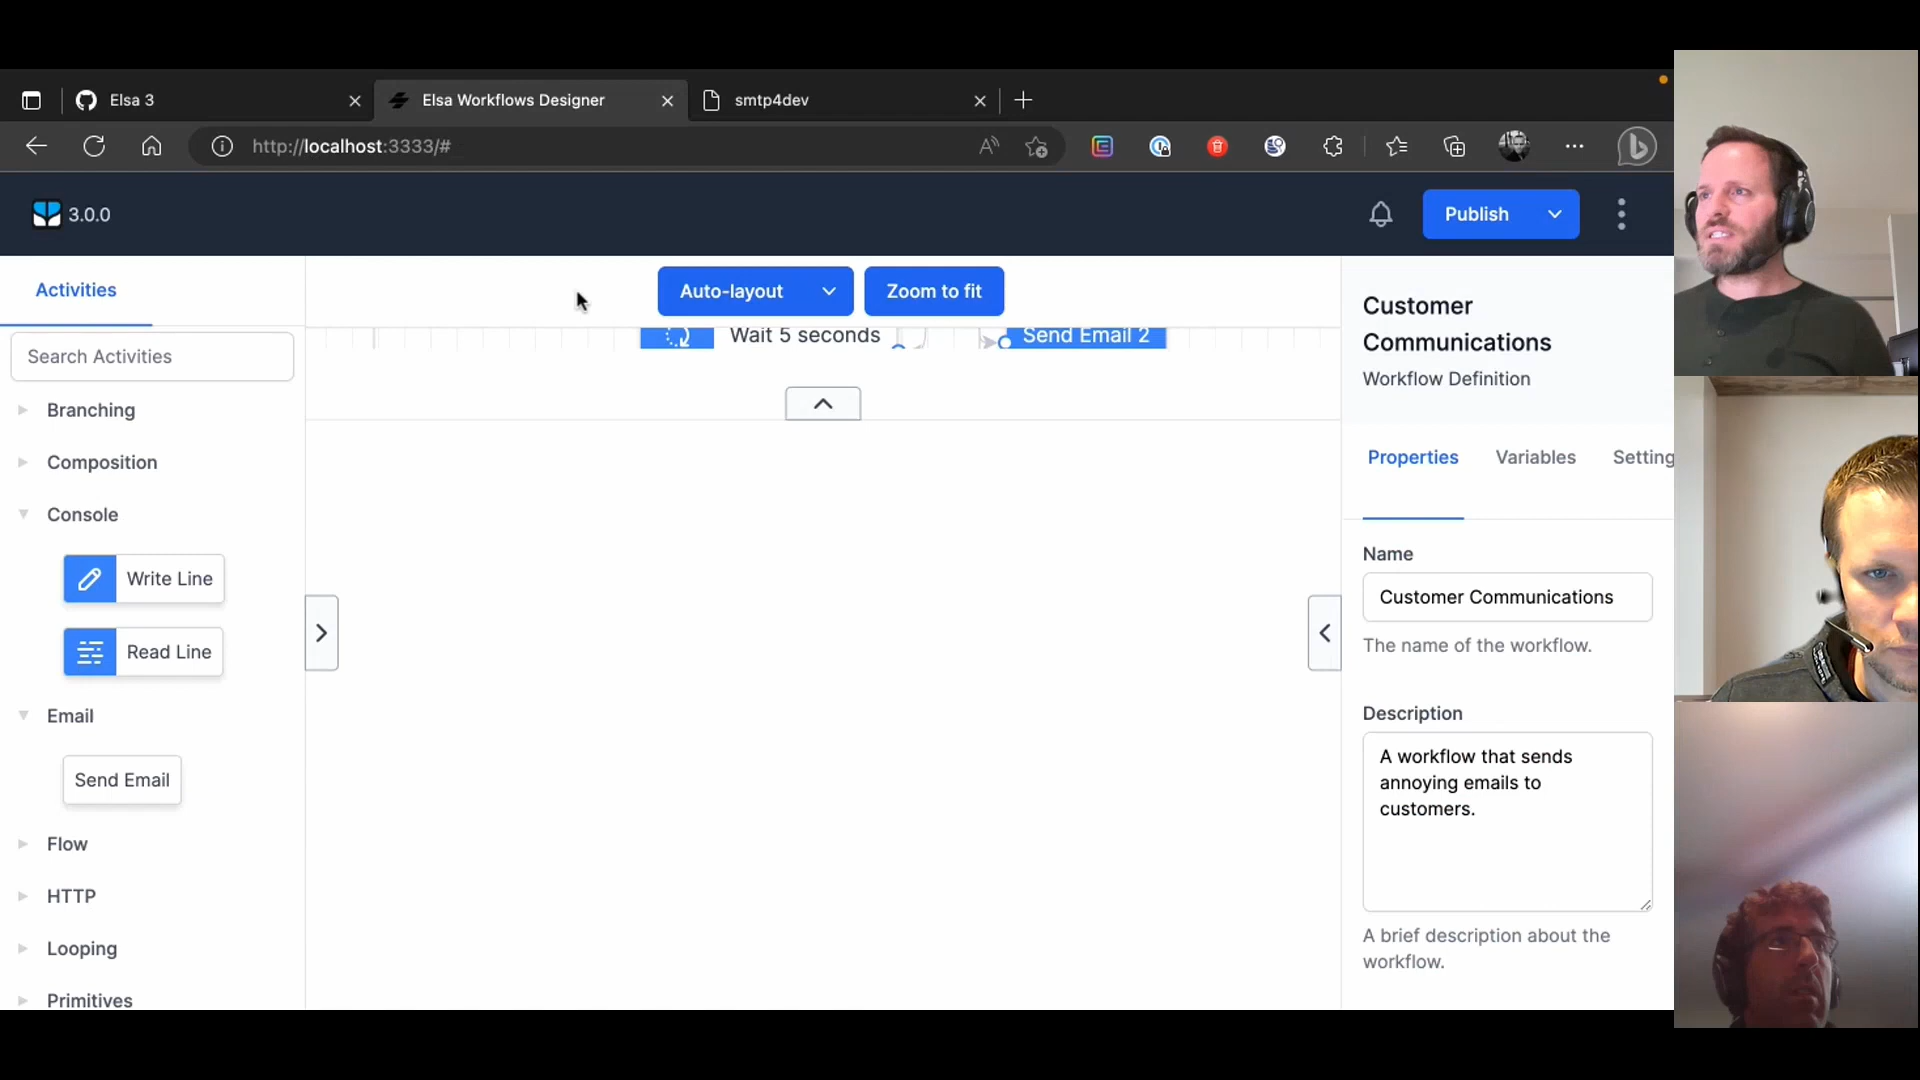 Elsa 3
Elsa Workflows Designer
smtp4dev
http://localhost:3333/#
3.0.0
Publish
Activities
Auto-layout
Zoom to fit
Search Activities
Wait 5 seconds
Send Email 2
Branching
Composition
Console
Write Line
Read Line
Email
Send Email
Flow
HTTP
Looping
Primitives
Customer
Communications
Workflow Definition
Properties Variables Setting
Name
Customer Communications
The name of the workflow.
Description
A workflow that sends
annoying emails to
customers.
A brief description about the
workflow.